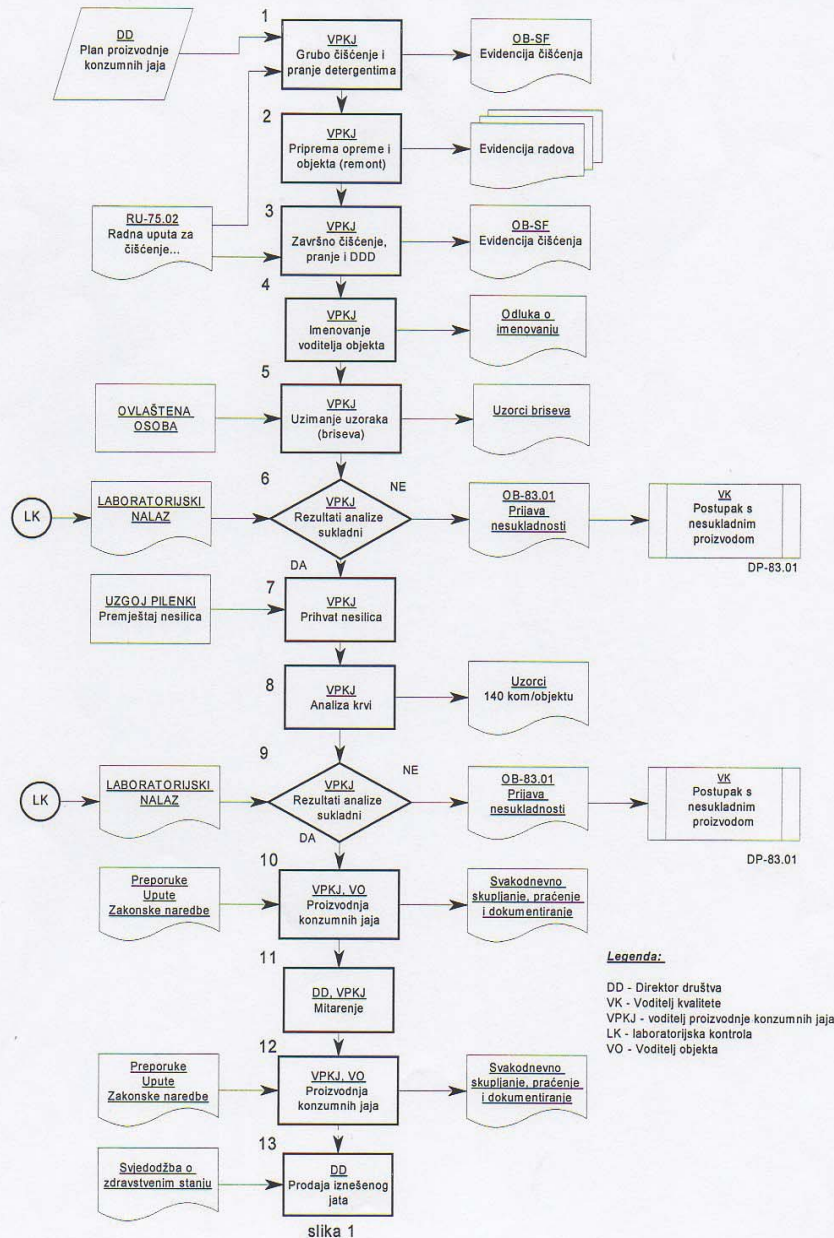 1
DD
Plan proizvodnje
konzumnih jaja
VPKJ
Grubo čišćenje i
pranje detergentima
OB-SF
Evidencija čišćenja
2
VPKJ
Priprema opreme i
objekta (remont)
Evidencija radova
RU-75.02
Radna uputa za
čišćenje...
3
VPKJ
Završno čišćenje,
pranje i DDD
OB-SF
Evidencija čišćenja
4
VPKJ
Imenovanje
voditelja objekta
Odluka o
imenovanju
5
OVLAŠTENA
OSOBA
VPKJ
Uzimanje uzoraka
(briseva)
Uzorci briseva
6
LK
LABORATORIJSKI
NALAZ
VPKJ
Rezultati analize
sukladni
NE
OB-83.01
Prijava
nesukladnosti
VK
Postupak s
nesukladnim
proizvodom
DP-83.01
DA
7
UZGOJ PILENKI
Premještaj nesilica
VPKJ
Prihvat nesilica
8
VPKJ
Analiza krvi
Uzorci
140 kom/objektu
9
LK
LABORATORIJSKI
NALAZ
VPKJ
Rezultati analize
sukladni
NE
OB-83.01
Prijava
nesukladnosti
VK
Postupak s
nesukladnim
proizvodom
DP-83.01
DA
10
Preporuke
Upute
Zakonske naredbe
VPKJ, VO
Proizvodnja
konzumnih jaja
Svakodnevno
skupljanje, praćenje
i dokumentiranje
11
DD, VPKJ
Mitarenje
12
Preporuke
Upute
Zakonske naredbe
VPKJ, VO
Proizvodnja
konzumnih jaja
Svakodnevno
skupljanje, praćenje
i dokumentiranje
13
Svjedodžba o
zdravstvenim stanju
DD
Prodaja iznešenog
jata
Legenda:
DD - Direktor društva
VK - Voditelj kvalitete
VPKJ - voditelj proizvodnje konzumnih jaja
LK - laboratorijska kontrola
VO - Voditelj objekta
slika 1